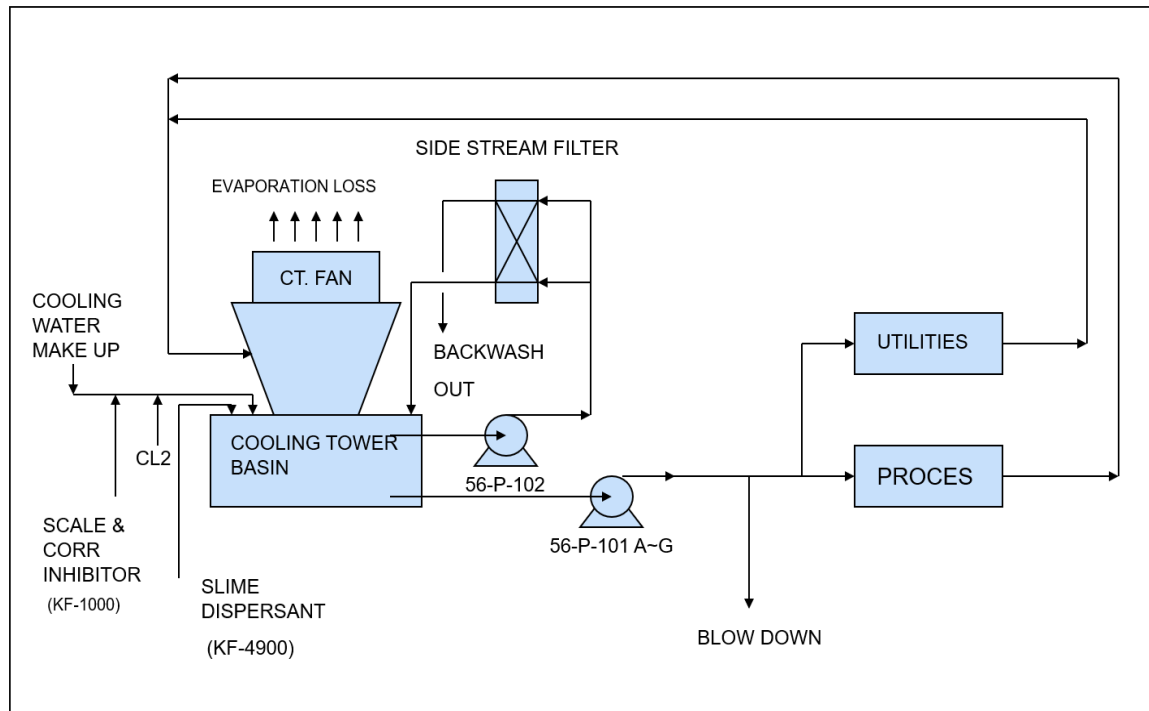 SIDE STREAM FILTER
EVAPORATION LOSS
CT. FAN
COOLING
WATER
MAKE UP
BACKWASH
OUT
UTILITIES
CL2
COOLING TOWER
BASIN
56-P-102
PROCES
56-P-101 A~G
SCALE &
CORR
INHIBITOR
(KF-1000)
SLIME
DISPERSANT
(KF-4900)
BLOW DOWN